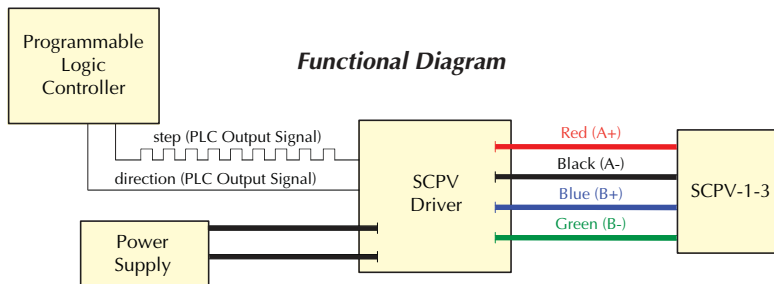 Programmable
Logic
Controller
Functional Diagram
step (PLC Output Signal)
direction (PLC Output Signal)
SCPV
Driver
Red (A+)
Black (A-)
Blue (B+)
Green (B-)
SCPV-1-3
Power
Supply